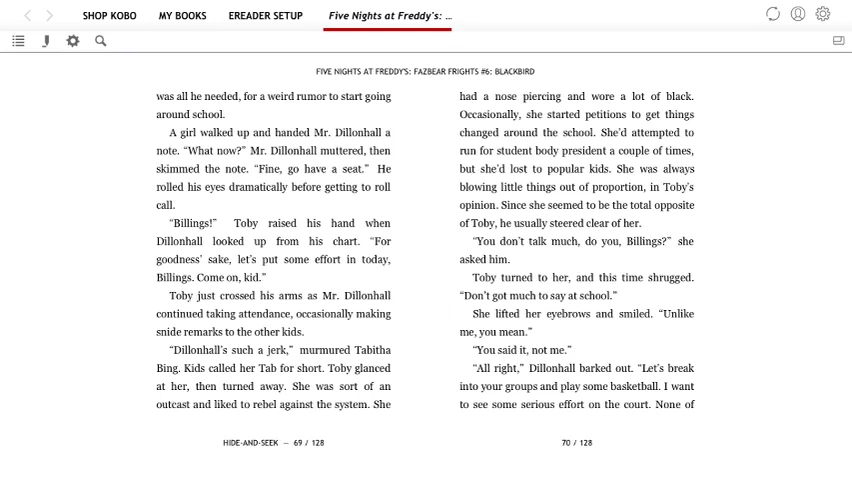 SHOP KOBO MY BOOKS EREADER SETUP Five Nights at Freddy's: ...
FIVE NIGHTS AT FREDDY'S: FAZBEAR FRIGHTS #6: BLACKBIRD
was all he needed, for a weird rumor to start going
around school.
A girl walked up and handed Mr. Dillonhall a
note. “What now?” Mr. Dillonhall muttered, then
skimmed the note. “Fine, go have a seat.” He
rolled his eyes dramatically before getting to roll
call.
“Billings!” Toby raised his hand when
Dillonhall looked up from his chart. “For
goodness’ sake, let’s put some effort in today,
Billings. Come on, kid.”
Toby just crossed his arms as Mr. Dillonhall
continued taking attendance, occasionally making
snide remarks to the other kids.
“Dillonhall’s such a jerk,” murmured Tabitha
Bing. Kids called her Tab for short. Toby glanced
at her, then turned away. She was sort of an
outcast and liked to rebel against the system. She
HIDE-AND-SEEK — 69 / 128
had a nose piercing and wore a lot of black.
Occasionally, she started petitions to get things
changed around the school. She’d attempted to
run for student body president a couple of times,
but she’d lost to popular kids. She was always
blowing little things out of proportion, in Toby’s
opinion. Since she seemed to be the total opposite
of Toby, he usually steered clear of her.
“You don’t talk much, do you, Billings?” she
asked him.
Toby turned to her, and this time shrugged.
“Don’t got much to say at school.”
She lifted her eyebrows and smiled. “Unlike
me, you mean.”
“You said it, not me.”
“All right,” Dillonhall barked out. “Let’s break
into your groups and play some basketball. I want
to see some serious effort on the court. None of
70 / 128